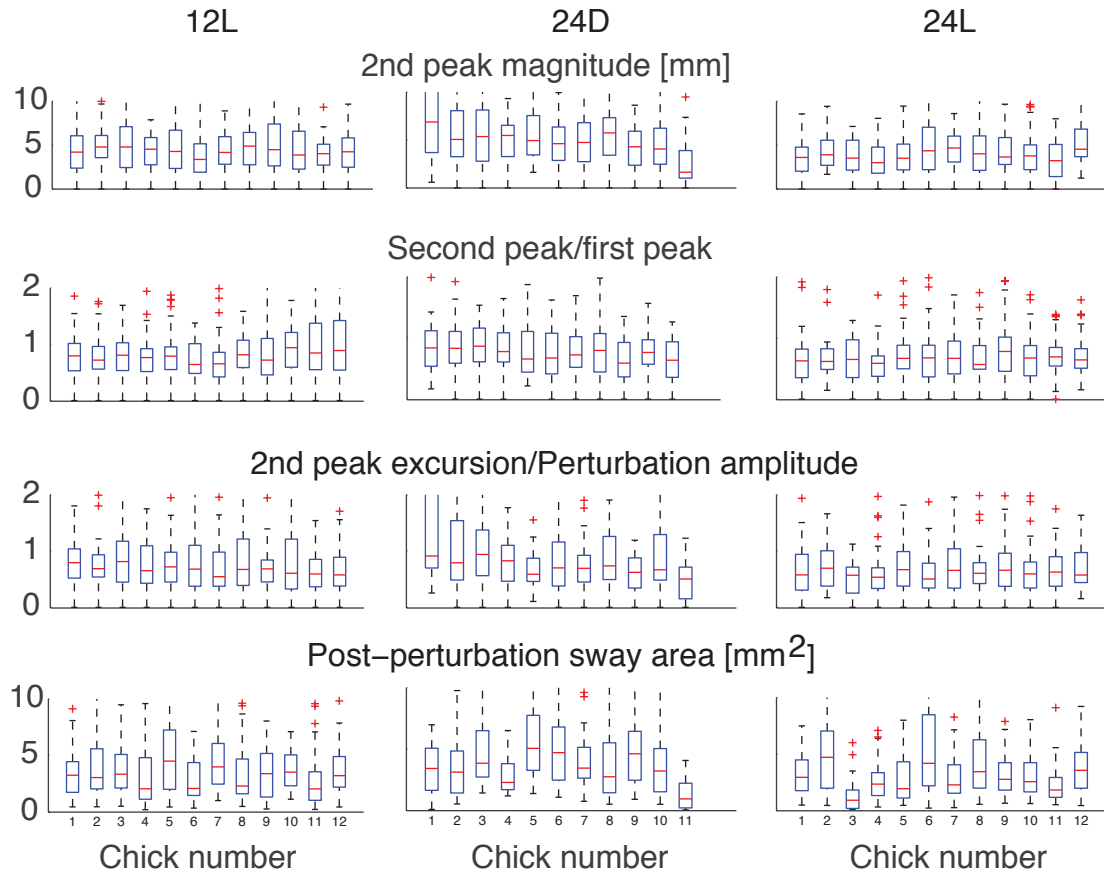 12L 24D 24L
2nd peak magnitude [mm]
10
5
0
Second peak/first peak
2
1
0
2nd peak excursion/Perturbation amplitude
2
1
0
Post−perturbation sway area [mm2]
10
5
0
1 2 3 4 5 6 7 8 9 10 11 12 1 2 3 4 5 6 7 8 9 10 11 1 2 3 4 5 6 7 8 9 10 11 12
Chick number Chick number Chick number